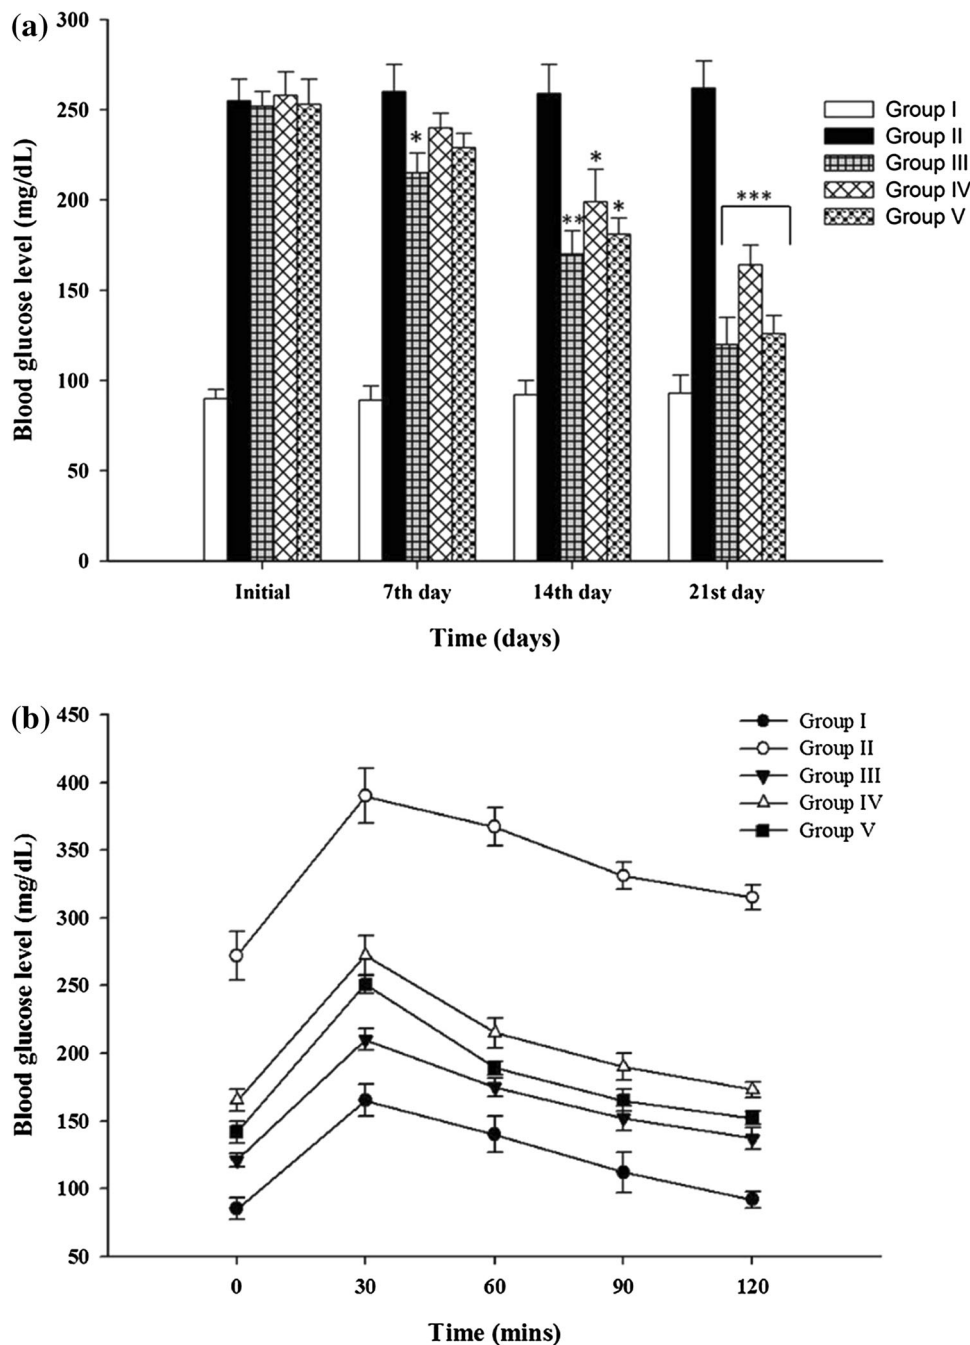 (a)
300
250
200
150
100
50
0
Blood glucose level (mg/dL)
*
**
*
*
***
Group I
Group II
Group III
Group IV
Group V
Initial
7th day
14th day
21st day
Time (days)
(b)
450
400
350
300
250
200
150
100
50
Blood glucose level (mg/dL)
Group I
Group II
Group III
Group IV
Group V
0
30
60
90
120
Time (mins)